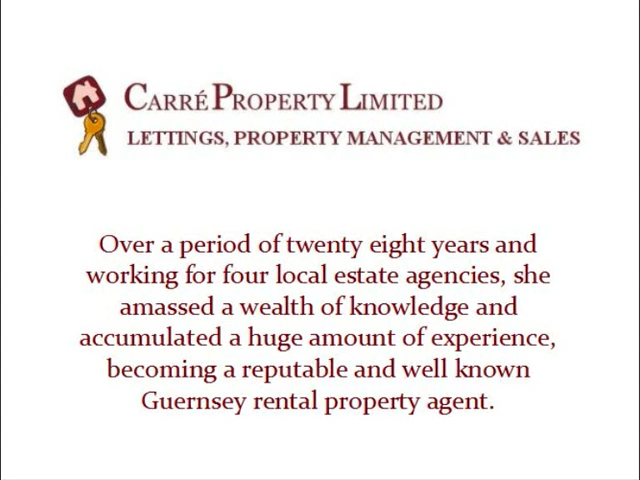 CARRÉ PROPERTY LIMITED
LETTINGS, PROPERTY MANAGEMENT & SALES
Over a period of twenty eight years and
working for four local estate agencies, she
amassed a wealth of knowledge and
accumulated a huge amount of experience,
becoming a reputable and well known
Guernsey rental property agent.